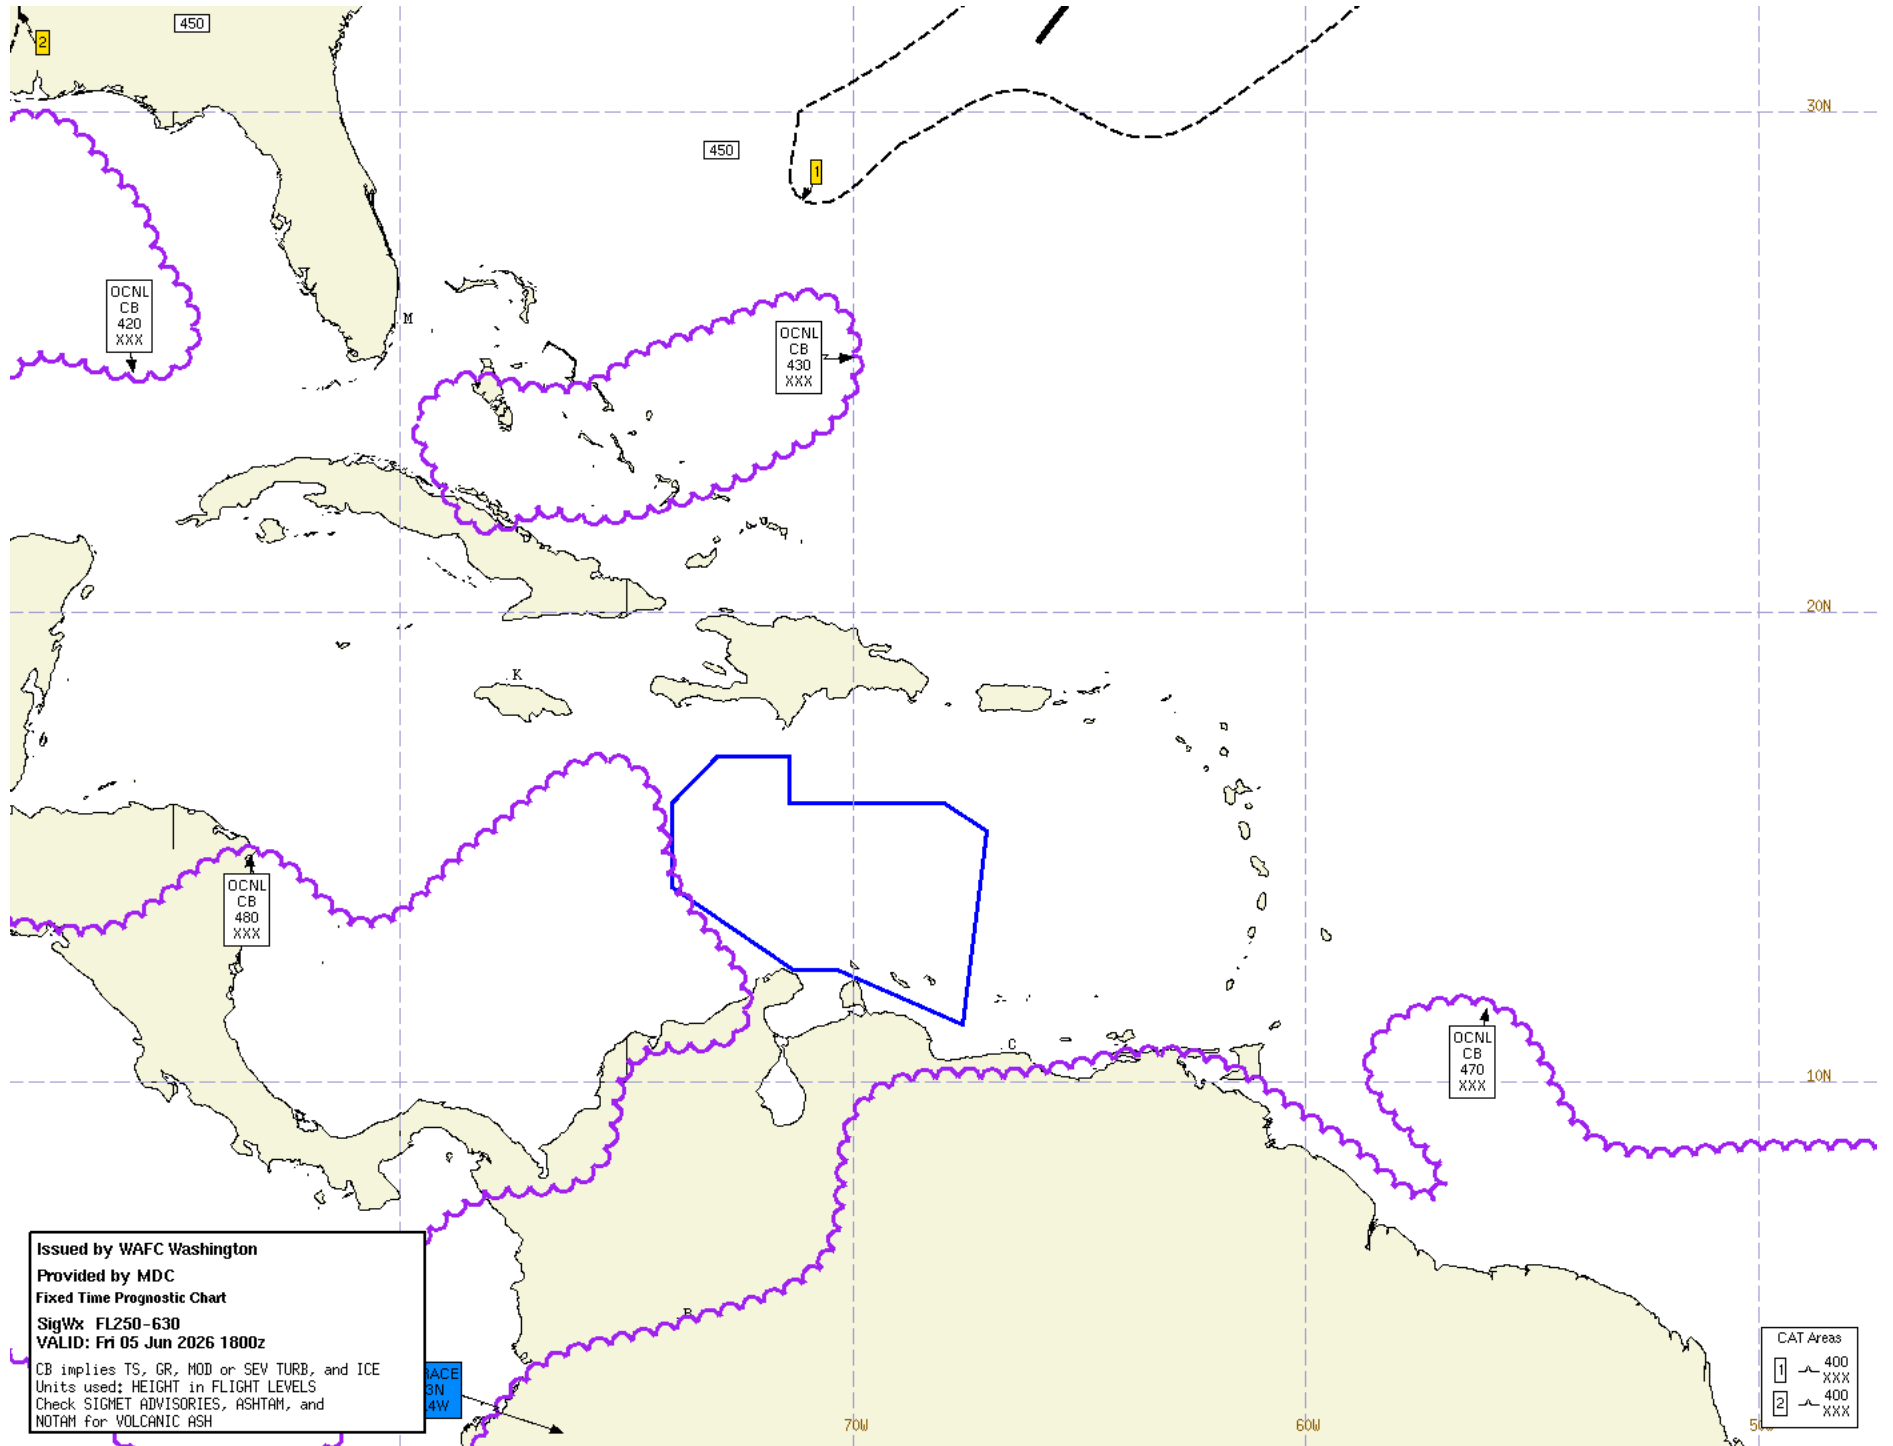 450
2
30N
450
1
OCNL
CB
420
XXX
M
OCNL
CB
430
XXX
20N
K
OCNL
CB
480
XXX
C
OCNL
CB
470
XXX
10N
B
Issued by WAFC Washington
Provided by MDC
Fixed Time Prognostic Chart
SigWx FL250-630
VALID: Fri 05 Jun 2026 1800z
CB implies TS, GR, MOD or SEV TURB, and ICE
Units used: HEIGHT in FLIGHT LEVELS
Check SIGMET ADVISORIES, ASHTAM, and
NOTAM for VOLCANIC ASH
RACE
3N
4W
CAT Areas
1 400
XXX
2 400
XXX
70W
60W